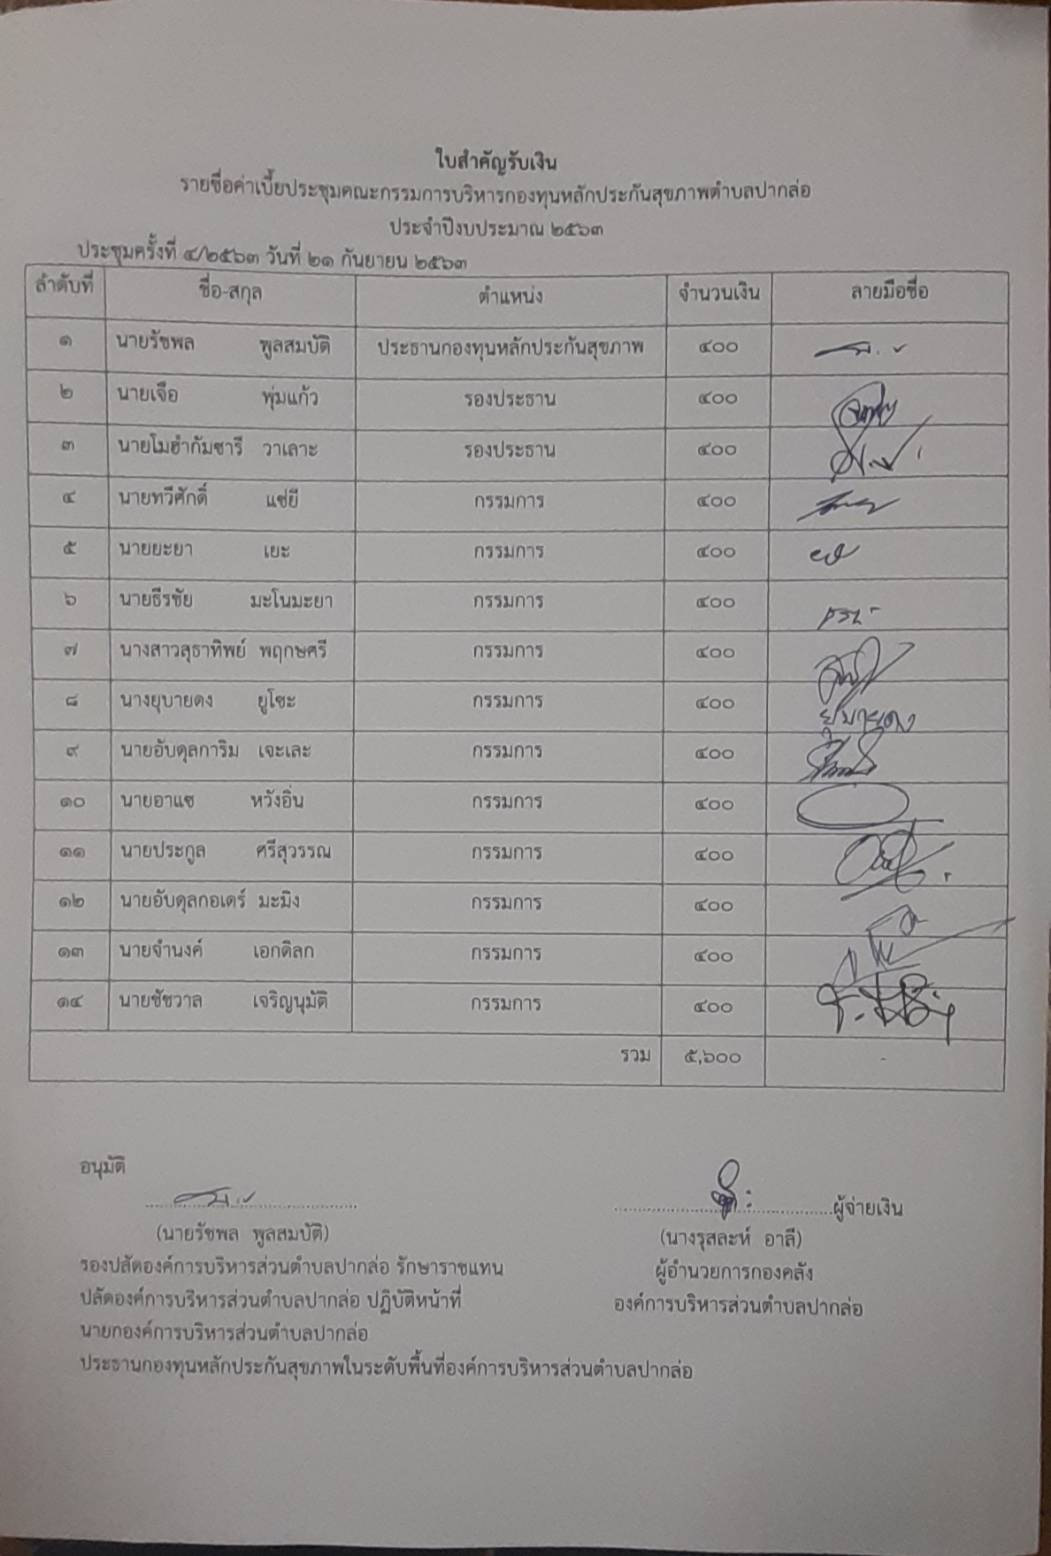 ใบสำคัญรับเงิน
รายชื่อค่าเบี้ยประชุมคณะกรรมการบริหารกองทุนหลักประกันสุขภาพตำบลปากล่อ
ประจำปีงบประมาณ ๒๕๖๓
ประชุมครั้งที่ ๔/๒๕๖๓ วันที่ ๒๑ กันยายน ๒๕๖๓
ลำดับที่ ชื่อ-สกุล ตำแหน่ง จำนวนเงิน ลายมือชื่อ
๑ นายรัชพล พูลสมบัติ ประธานกองทุนหลักประกันสุขภาพ ๔๐๐
๒ นายเจือ พุ่มแก้ว รองประธาน ๔๐๐
๓ นายโมฮำกัมซารี วาเลาะ รองประธาน ๔๐๐
๔ นายทวีศักดิ์ แซ่ยี กรรมการ ๔๐๐
๕ นายยะยา เยะ กรรมการ ๔๐๐
๖ นายธีรชัย มะโนมะยา กรรมการ ๔๐๐
๗ นางสาวสุธาทิพย์ พฤกษศรี กรรมการ ๔๐๐
๘ นางยุบายดง ยูโซะ กรรมการ ๔๐๐ ยุบายดง
๙ นายอับดุลการิม เจะเละ กรรมการ ๔๐๐
๑๐ นายอาแซ หวังอิ่น กรรมการ ๔๐๐
๑๑ นายประกูล ศรีสุวรรณ กรรมการ ๔๐๐
๑๒ นายอับดุลกอเดร์ มะมิง กรรมการ ๔๐๐
๑๓ นายจำนงค์ เอกดิลก กรรมการ ๔๐๐
๑๔ นายชัชวาล เจริญนุมัติ กรรมการ ๔๐๐
รวม ๕,๖๐๐ -
อนุมัติ
ผู้จ่ายเงิน
(นายรัชพล พูลสมบัติ) (นางรุสละห์ อาลี)
รองปลัดองค์การบริหารส่วนตำบลปากล่อ รักษาราชแทน ผู้อำนวยการกองคลัง
ปลัดองค์การบริหารส่วนตำบลปากล่อ ปฏิบัติหน้าที่ องค์การบริหารส่วนตำบลปากล่อ
นายกองค์การบริหารส่วนตำบลปากล่อ
ประธานกองทุนหลักประกันสุขภาพในระดับพื้นที่องค์การบริหารส่วนตำบลปากล่อ